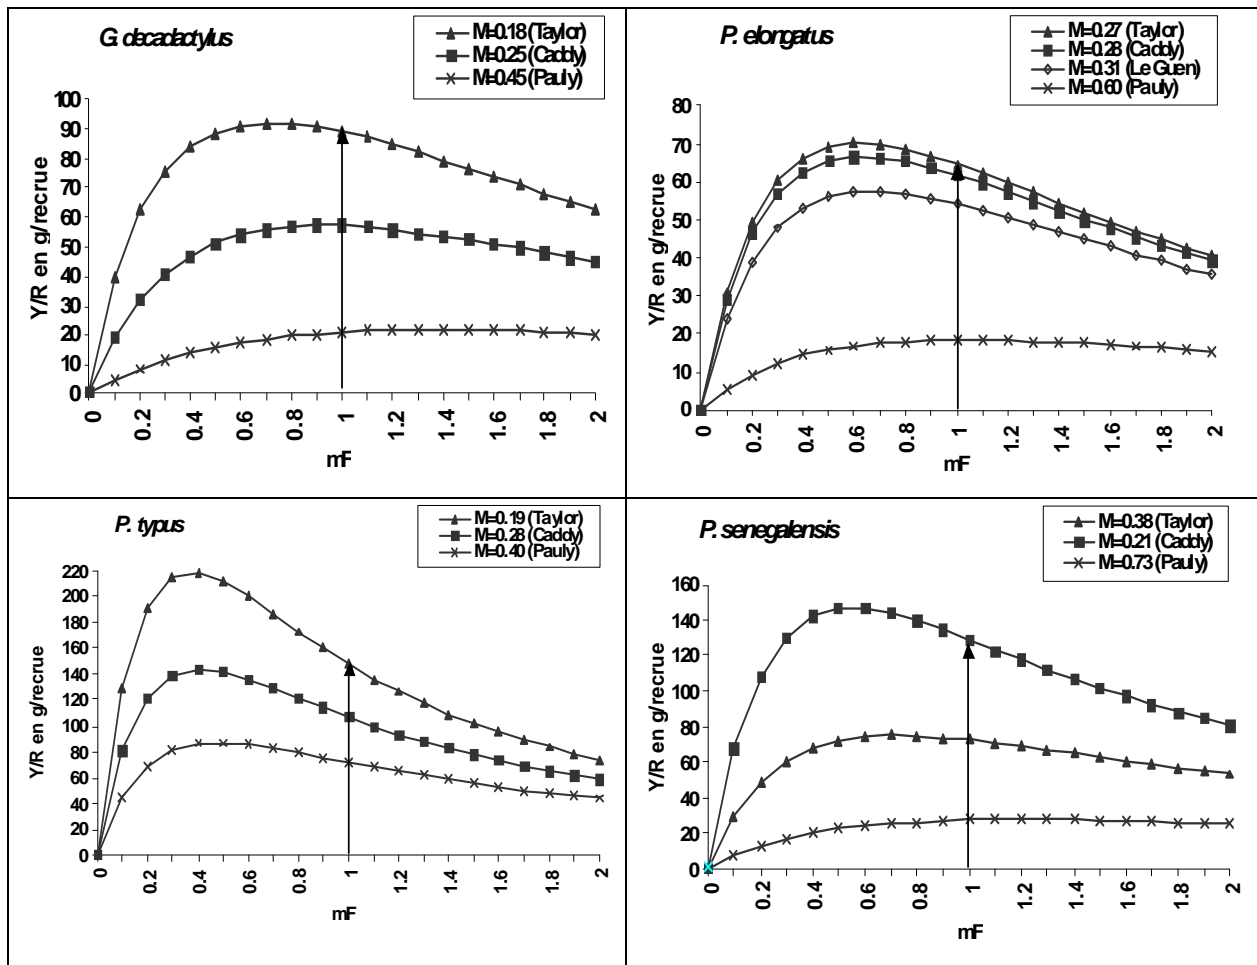 G. decadactylus
M=0.18 (Taylor)
M=0.25 (Caddy)
M=0.45 (Pauly)
Y/R en g/recrue
100
90
80
70
60
50
40
30
20
10
0
0 0.2 0.4 0.6 0.8 1 1.2 1.4 1.6 1.8 2
mF
P. elongatus
M=0.27 (Taylor)
M=0.28 (Caddy)
M=0.31 (Le Guen)
M=0.60 (Pauly)
Y/R en g/recrue
80
70
60
50
40
30
20
10
0
0 0.2 0.4 0.6 0.8 1 1.2 1.4 1.6 1.8 2
mF
P. typus
M=0.19 (Taylor)
M=0.28 (Caddy)
M=0.40 (Pauly)
Y/R en g/recrue
220
200
180
160
140
120
100
80
60
40
20
0
0 0.2 0.4 0.6 0.8 1 1.2 1.4 1.6 1.8 2
mF
P. senegalensis
M=0.38 (Taylor)
M=0.21 (Caddy)
M=0.73 (Pauly)
Y/R en g/recrue
160
140
120
100
80
60
40
20
0
0 0.2 0.4 0.6 0.8 1 1.2 1.4 1.6 1.8 2
mF